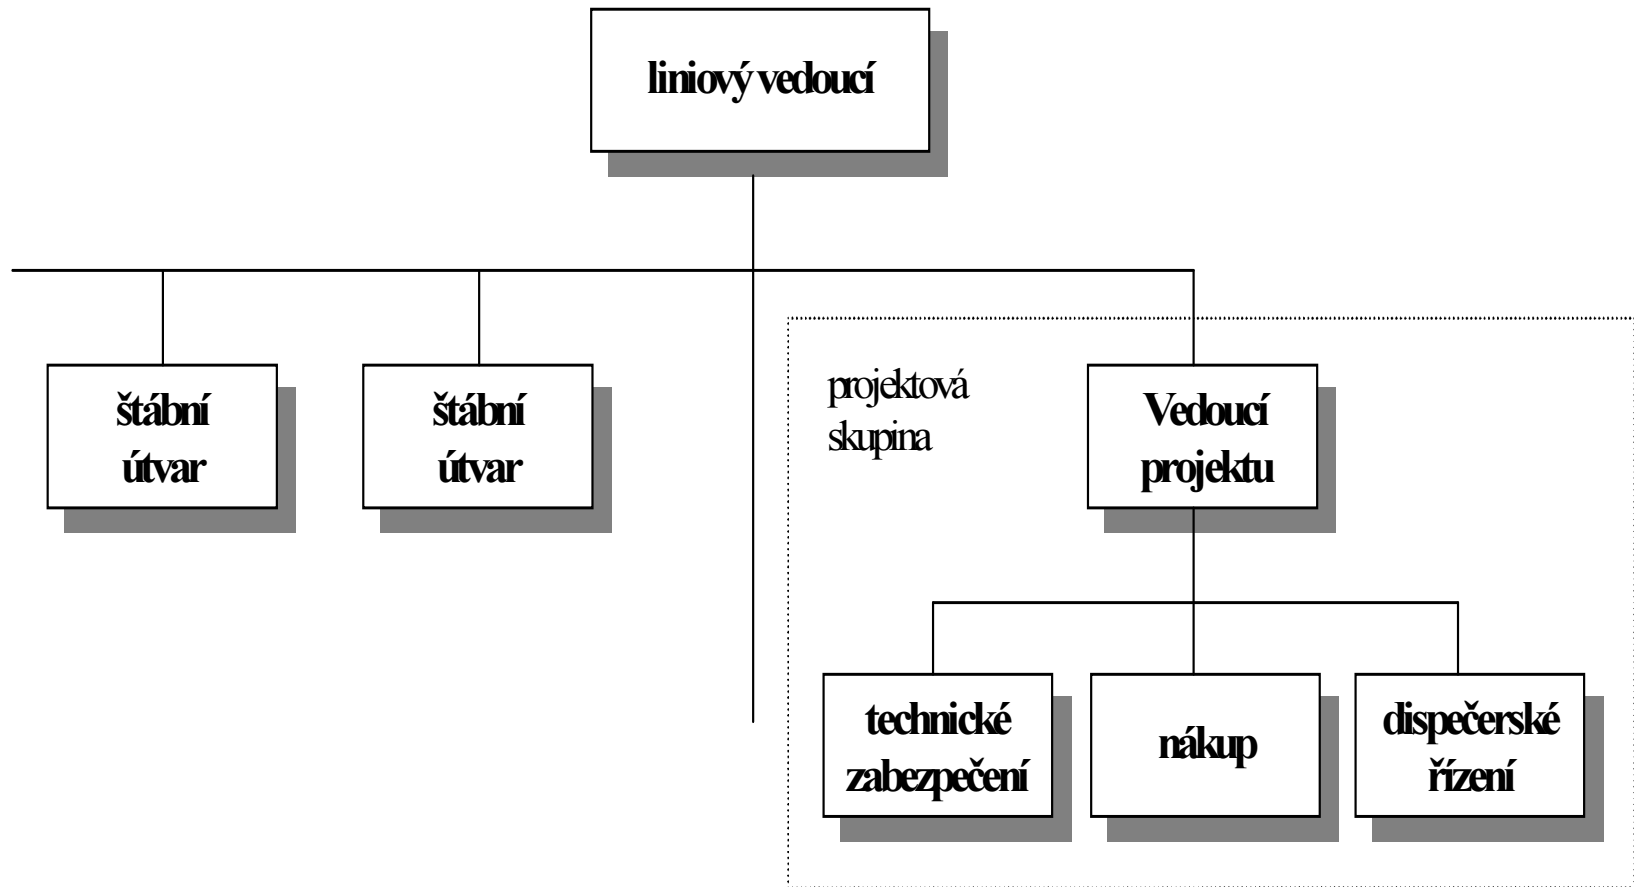 liniový vedoucí
štábní
útvar
štábní
útvar
projektová
skupina
Vedoucí
projektu
technické
zabezpečení
nákup
dispečerské
řízení